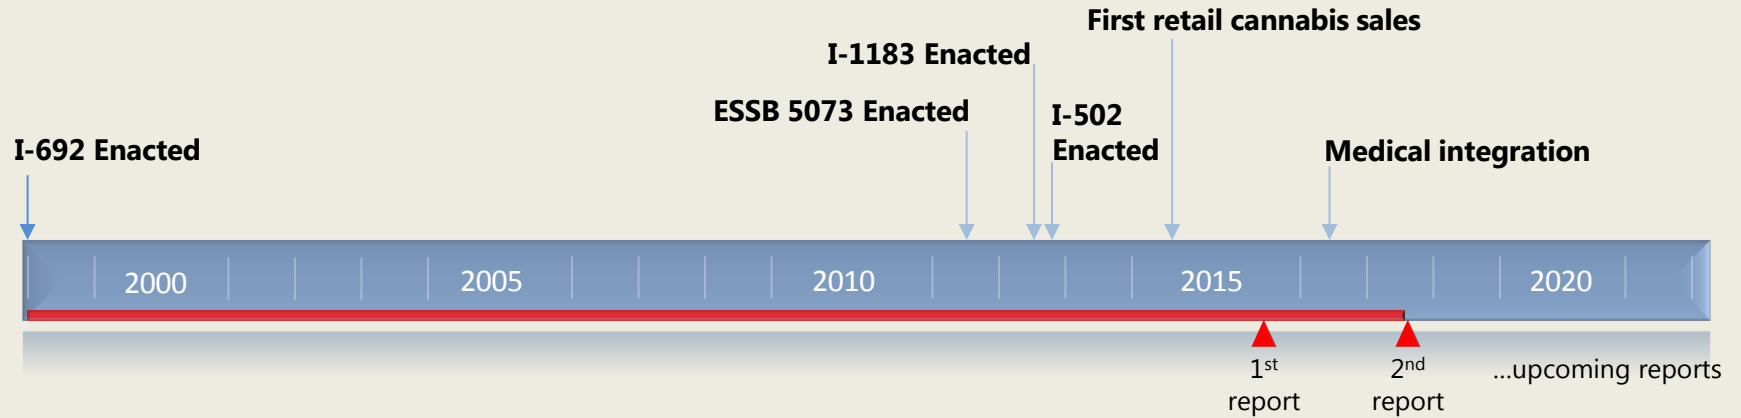 First retail cannabis sales
I-1183 Enacted
ESSB 5073 Enacted
I-502
Enacted
I-692 Enacted
Medical integration
2000
2005
2010
2015
2020
1st
report
2nd
report
...upcoming reports